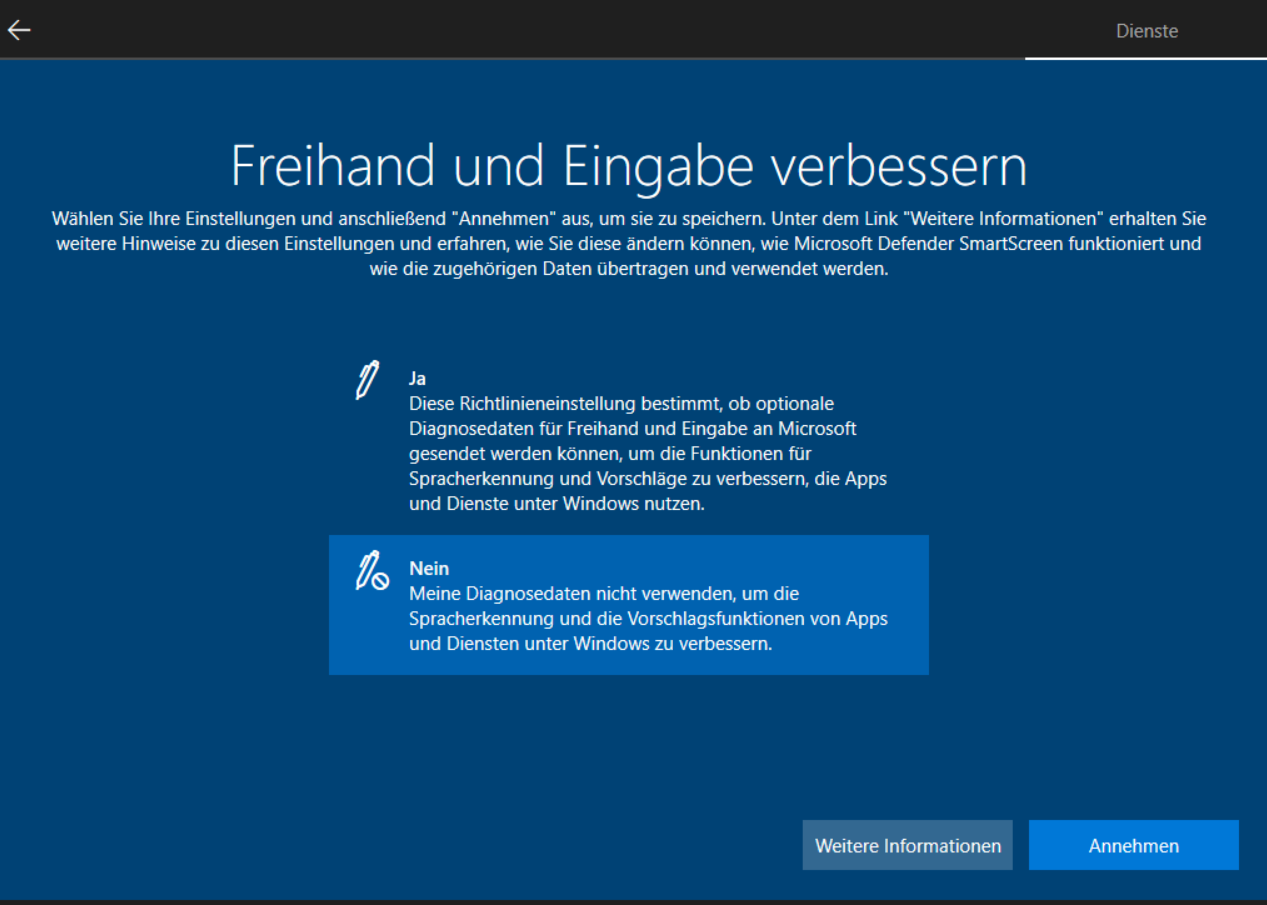 Dienste
Freihand und Eingabe verbessern
Wählen Sie Ihre Einstellungen und anschließend "Annehmen" aus, um sie zu speichern. Unter dem Link "Weitere Informationen" erhalten Sie
weitere Hinweise zu diesen Einstellungen und erfahren, wie Sie diese ändern können, wie Microsoft Defender SmartScreen funktioniert und
wie die zugehörigen Daten übertragen und verwendet werden.
Ja
Diese Richtlinieneinstellung bestimmt, ob optionale
Diagnosedaten für Freihand und Eingabe an Microsoft
gesendet werden können, um die Funktionen für
Spracherkennung und Vorschläge zu verbessern, die Apps
und Dienste unter Windows nutzen.
Nein
Meine Diagnosedaten nicht verwenden, um die
Spracherkennung und die Vorschlagsfunktionen von Apps
und Diensten unter Windows zu verbessern.
Weitere Informationen
Annehmen